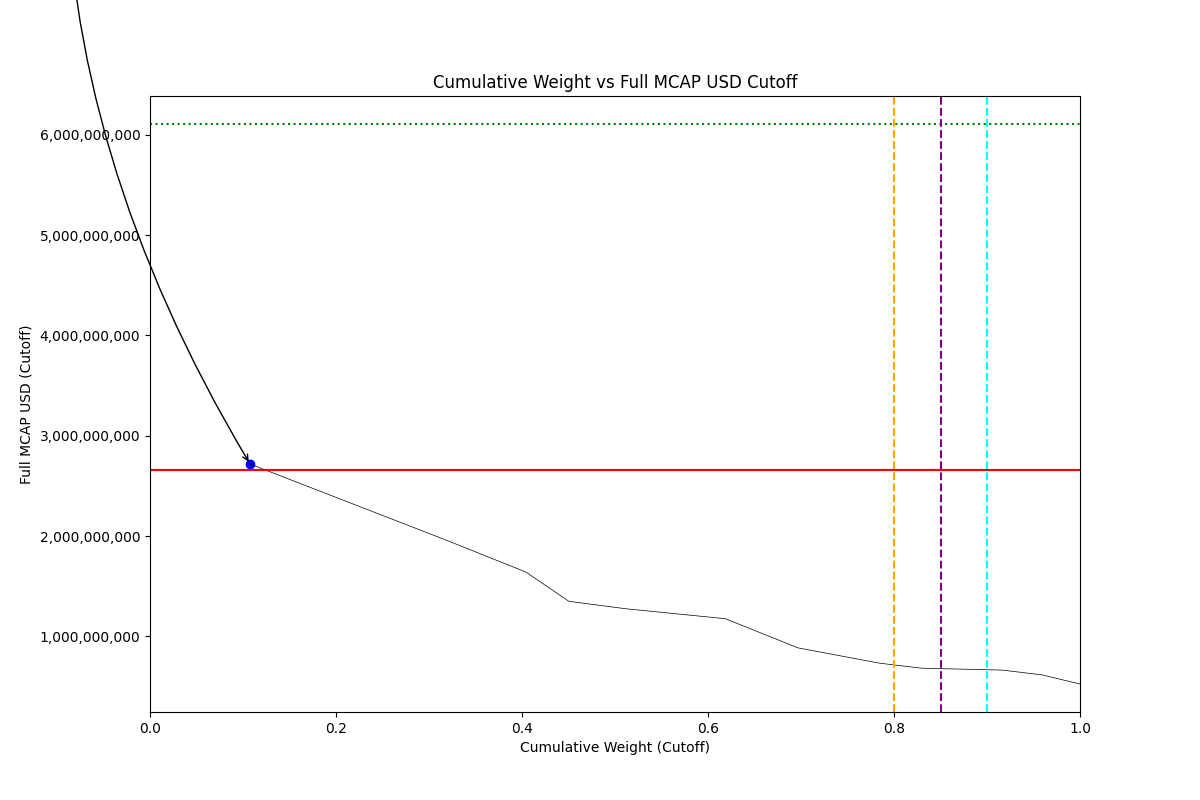 Cumulative Weight vs Full MCAP USD Cutoff
6,000,000,000
5,000,000,000
4,000,000,000
3,000,000,000
2,000,000,000
1,000,000,000
Full MCAP USD (Cutoff)
0.0 0.2 0.4 0.6 0.8 1.0
Cumulative Weight (Cutoff)